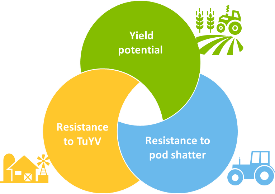 Yield
potential
Resistance
to TuYV
Resistance to
pod shatter